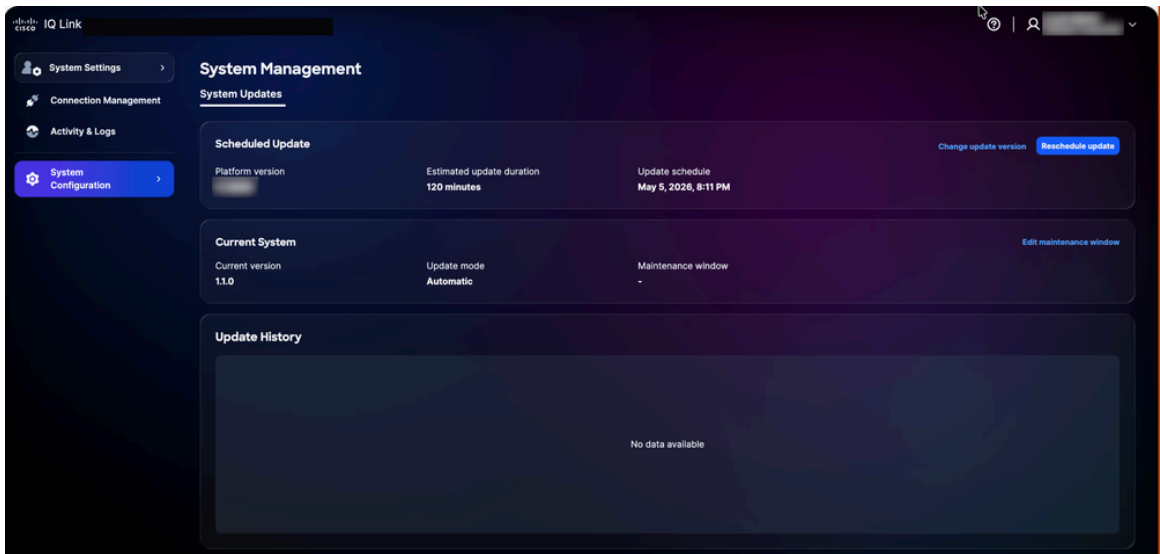 cisco IQ Link
System Settings
Connection Management
Activity & Logs
System
Configuration
System Management
System Updates
Scheduled Update
Change update version
Reschedule update
Platform version
Estimated update duration
120 minutes
Update schedule
May 5, 2026, 8:11 PM
Current System
Edit maintenance window
Current version
1.1.0
Update mode
Automatic
Maintenance window
-
Update History
No data available